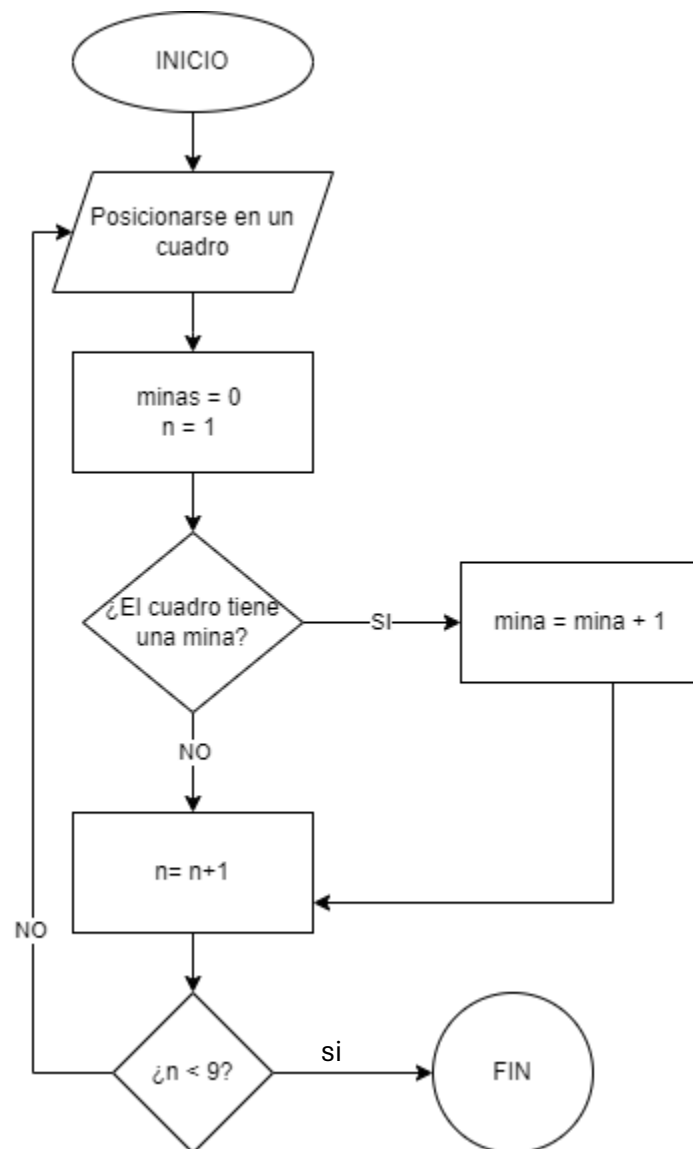 INICIO
Posicionarse en un
cuadro
minas = 0
n = 1
¿El cuadro tiene
una mina?
SI
mina = mina + 1
NO
n= n+1
NO
¿n < 9?
si
FIN